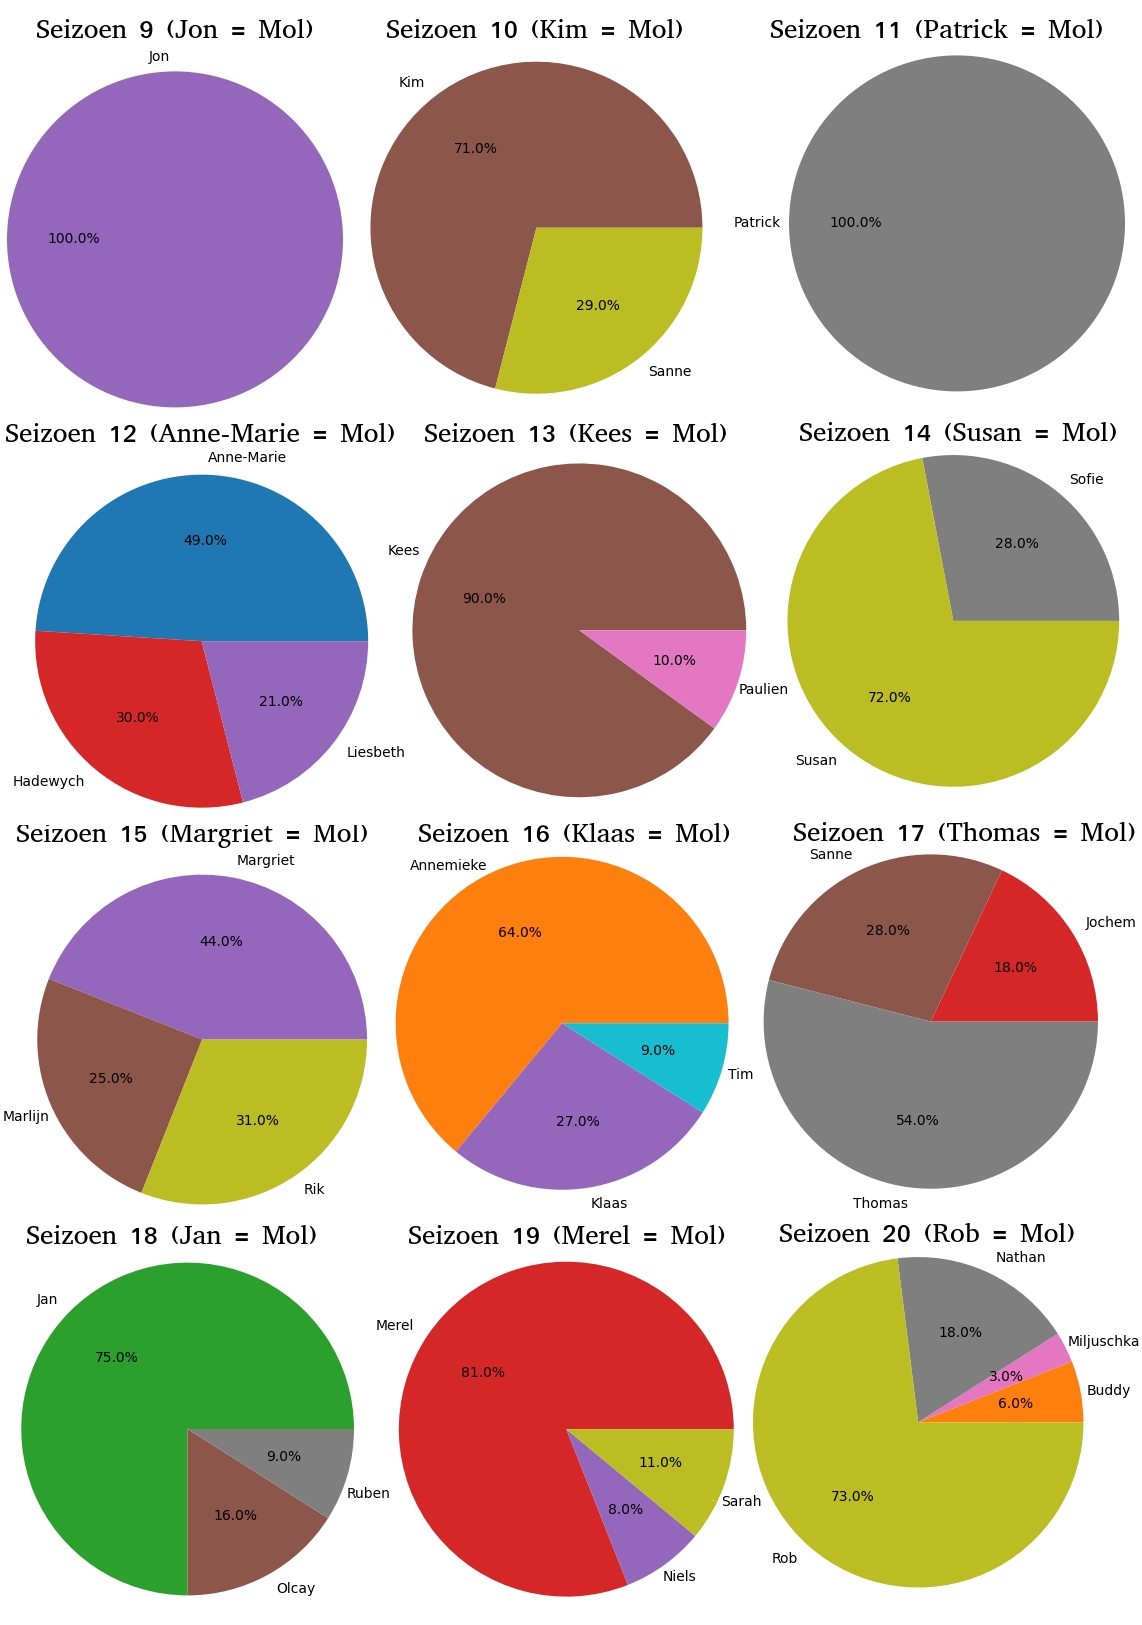 Seizoen 9 (Jon = Mol)
Jon
100.0%
Seizoen 10 (Kim = Mol)
Kim
71.0%
29.0%
Sanne
Seizoen 11 (Patrick = Mol)
Patrick
100.0%
Seizoen 12 (Anne-Marie = Mol)
Anne-Marie
49.0%
30.0%
21.0%
Liesbeth
Hadewych
Seizoen 13 (Kees = Mol)
Kees
90.0%
10.0%
Paulien
Seizoen 14 (Susan = Mol)
Sofie
28.0%
72.0%
Susan
Seizoen 15 (Margriet = Mol)
Margriet
44.0%
25.0%
Marlijn
31.0%
Rik
Seizoen 16 (Klaas = Mol)
Annemieke
64.0%
9.0%
Tim
27.0%
Klaas
Seizoen 17 (Thomas = Mol)
Sanne
Jochem
28.0%
18.0%
54.0%
Thomas
Seizoen 18 (Jan = Mol)
Jan
75.0%
9.0%
Ruben
16.0%
Olcay
Seizoen 19 (Merel = Mol)
Merel
81.0%
11.0%
Sarah
8.0%
Niels
Seizoen 20 (Rob = Mol)
Nathan
18.0%
Miljuschka
3.0%
Buddy
6.0%
73.0%
Rob